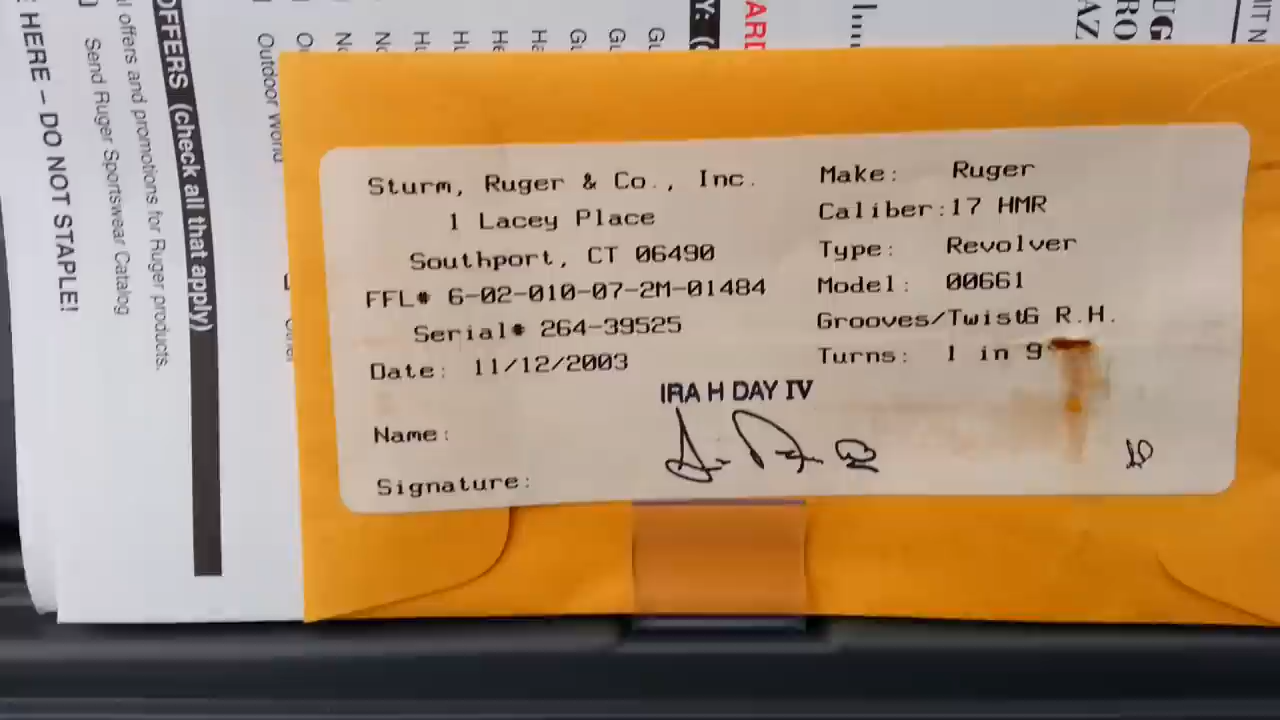 Sturm, Ruger & Co., Inc.
1 Lacey Place
Southport, CT 06490
FFL# 6-02-010-07-2M-01484
Serial# 264-39525
Date: 11/12/2003
Name:
Signature:
IRA H DAY IV
Make: Ruger
Caliber:17 HMR
Type: Revolver
Model: 00661
Grooves/Twist6 R.H.
Turns: 1 in 9
HERE – DO NOT STAPLE!
Send Ruger Sportswear Catalog
offers and promotions for Ruger products.
OFFERS (check all that apply)
Outdoor World